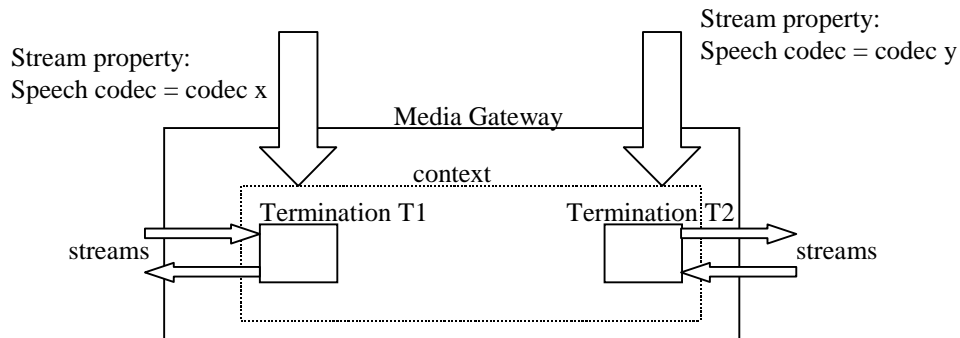 Stream property:
Speech codec = codec x
Stream property:
Speech codec = codec y
Media Gateway
context
Termination T1
Termination T2
streams
streams